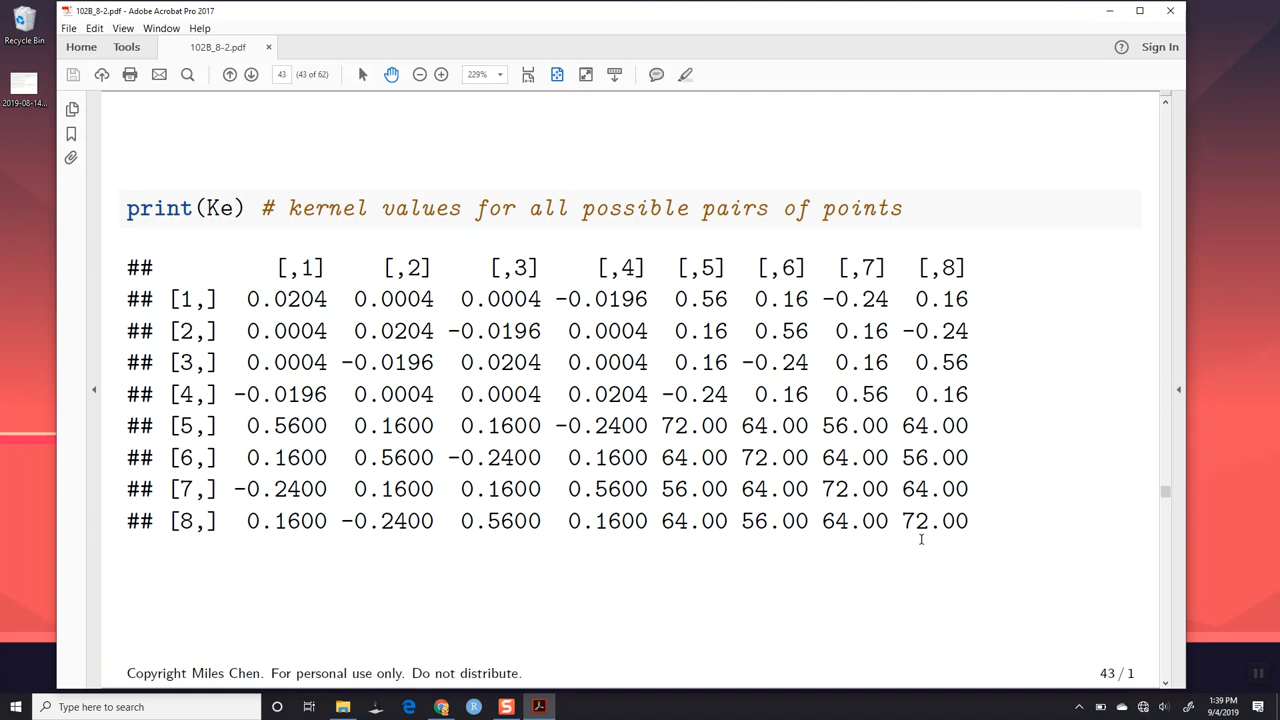 102B_8-2.pdf - Adobe Acrobat Pro 2017
File Edit View Window Help
Home Tools 102B_8-2.pdf × Sign In
43 (43 of 62) 229%
Recycle Bin
2019-08-14...
print(Ke) # kernel values for all possible pairs of points
## [,1] [,2] [,3] [,4] [,5] [,6] [,7] [,8]
## [1,] 0.0204 0.0004 0.0004 -0.0196 0.56 0.16 -0.24 0.16
## [2,] 0.0004 0.0204 -0.0196 0.0004 0.16 0.56 0.16 -0.24
## [3,] 0.0004 -0.0196 0.0204 0.0004 0.16 -0.24 0.16 0.56
## [4,] -0.0196 0.0004 0.0004 0.0204 -0.24 0.16 0.56 0.16
## [5,] 0.5600 0.1600 0.1600 -0.2400 72.00 64.00 56.00 64.00
## [6,] 0.1600 0.5600 -0.2400 0.1600 64.00 72.00 64.00 56.00
## [7,] -0.2400 0.1600 0.1600 0.5600 56.00 64.00 72.00 64.00
## [8,] 0.1600 -0.2400 0.5600 0.1600 64.00 56.00 64.00 72.00
Copyright Miles Chen. For personal use only. Do not distribute. 43 / 1
Type here to search
1:39 PM
9/4/2019